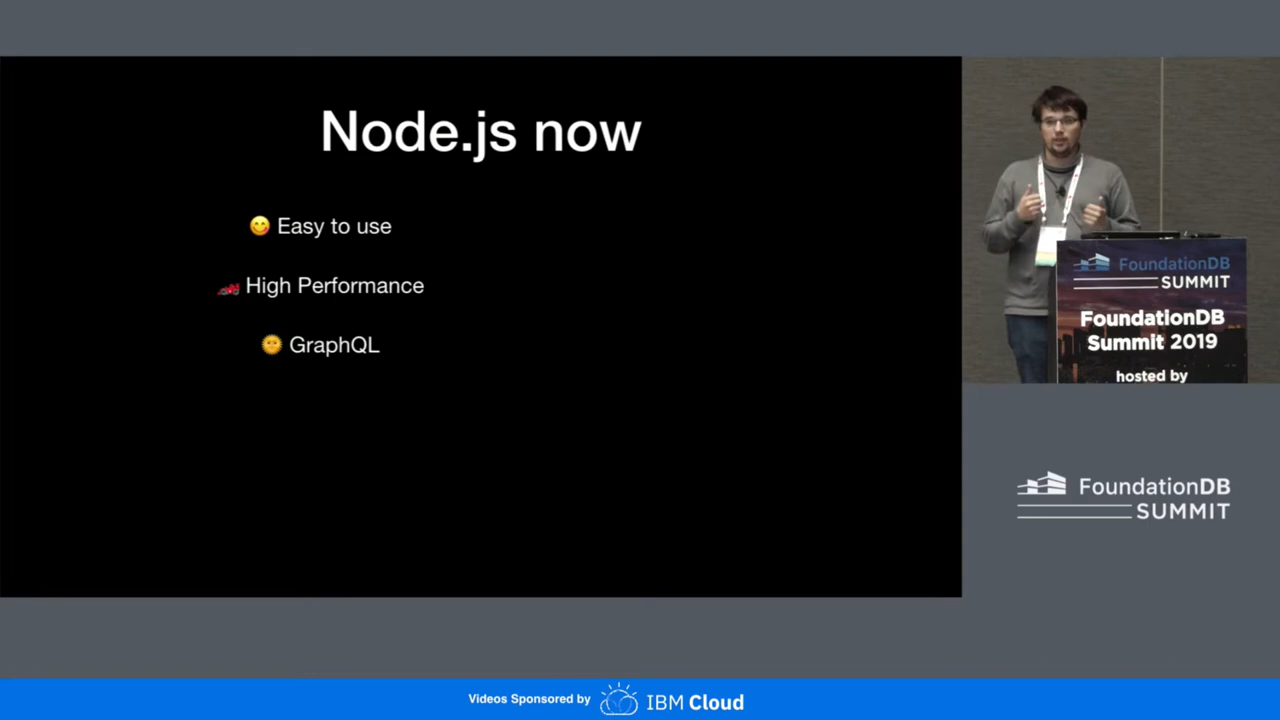 Node.js now
😋 Easy to use
🏎 High Performance
🌞 GraphQL
FoundationDB
SUMMIT
FoundationDB
Summit 2019
hosted by
FoundationDB
SUMMIT
Videos Sponsored by IBM Cloud